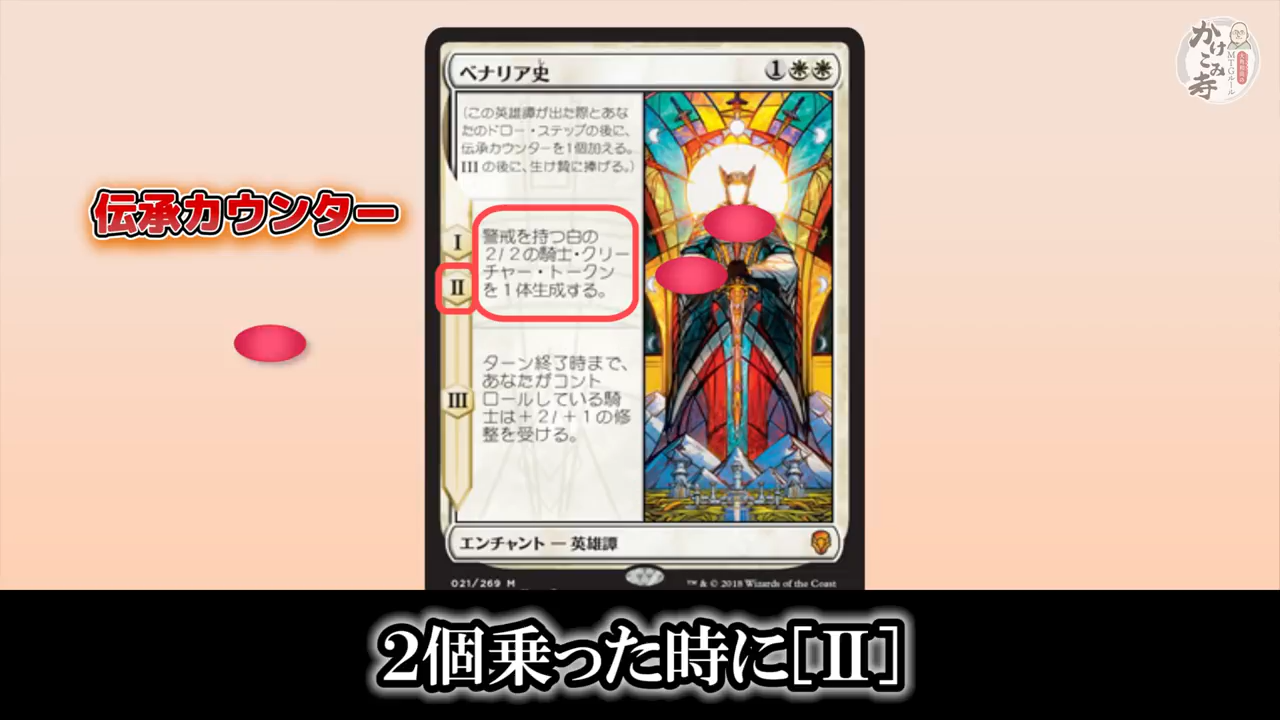 ベナリア史
1
(この英雄譚が出た際とあな
たのドロー・ステップの後に、
伝承カウンターを1個加える。
IIIの後に、生け贄に捧げる。)
伝承カウンター
I
II
警戒を持つ白の
2/2の騎士・クリー
チャー・トークン
を1体生成する。
III
ターン終了時まで、
あなたがコント
ロールしている騎
士は+2/+1の修
整を受ける。
エンチャント — 英雄譚
021/269 M
™ & © 2018 Wizards of the Coast
かけこみ寺
MTGルール
2個乗った時に[II]